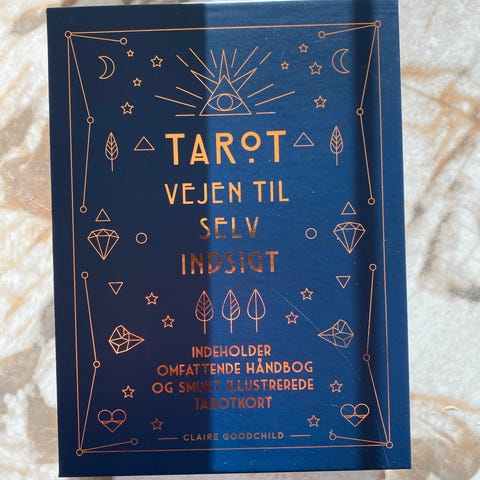 TAROT
VEJEN TIL
SELV
INDSIGT
INDEHOLDER
OMFATTENDE HÅNDBOG
OG SMUKT ILLUSTREREDE
TAROTKORT
CLAIRE GOODCHILD